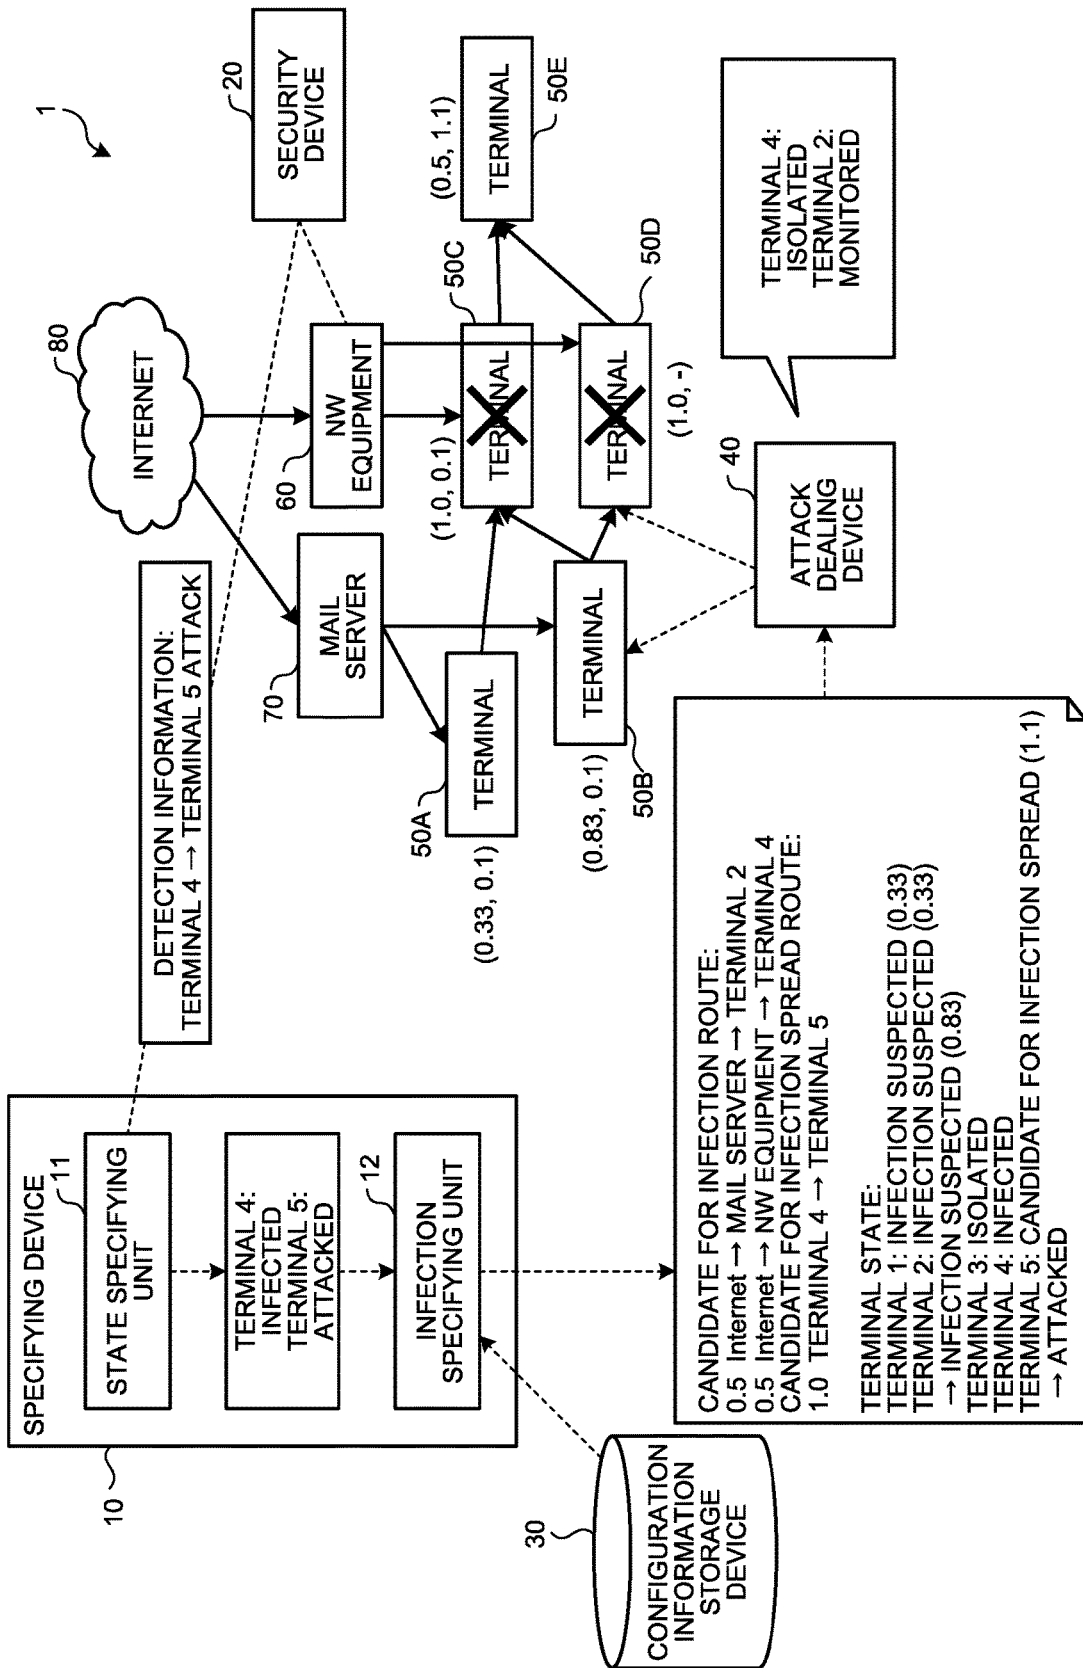 1
SPECIFYING DEVICE
10
11
STATE SPECIFYING
UNIT
TERMINAL 4:
INFECTED
TERMINAL 5:
ATTACKED
12
INFECTION
SPECIFYING UNIT
30
CONFIGURATION
INFORMATION
STORAGE
DEVICE
DETECTION INFORMATION:
TERMINAL 4 → TERMINAL 5 ATTACK
80
INTERNET
20
SECURITY
DEVICE
70
MAIL
SERVER
60
NW
EQUIPMENT
50A
TERMINAL
(0.33, 0.1)
(1.0, 0.1)
TERMINAL
50C
(0.5, 1.1)
TERMINAL
50E
TERMINAL
(0.83, 0.1)
50B
TERMINAL
50D
(1.0, -)
40
ATTACK
DEALING
DEVICE
TERMINAL 4:
ISOLATED
TERMINAL 2:
MONITORED
CANDIDATE FOR INFECTION ROUTE:
0.5 Internet → MAIL SERVER → TERMINAL 2
0.5 Internet → NW EQUIPMENT → TERMINAL 4
CANDIDATE FOR INFECTION SPREAD ROUTE:
1.0 TERMINAL 4 → TERMINAL 5
TERMINAL STATE:
TERMINAL 1: INFECTION SUSPECTED (0.33)
TERMINAL 2: INFECTION SUSPECTED (0.33)
→ INFECTION SUSPECTED (0.83)
TERMINAL 3: ISOLATED
TERMINAL 4: INFECTED
TERMINAL 5: CANDIDATE FOR INFECTION SPREAD (1.1)
→ ATTACKED